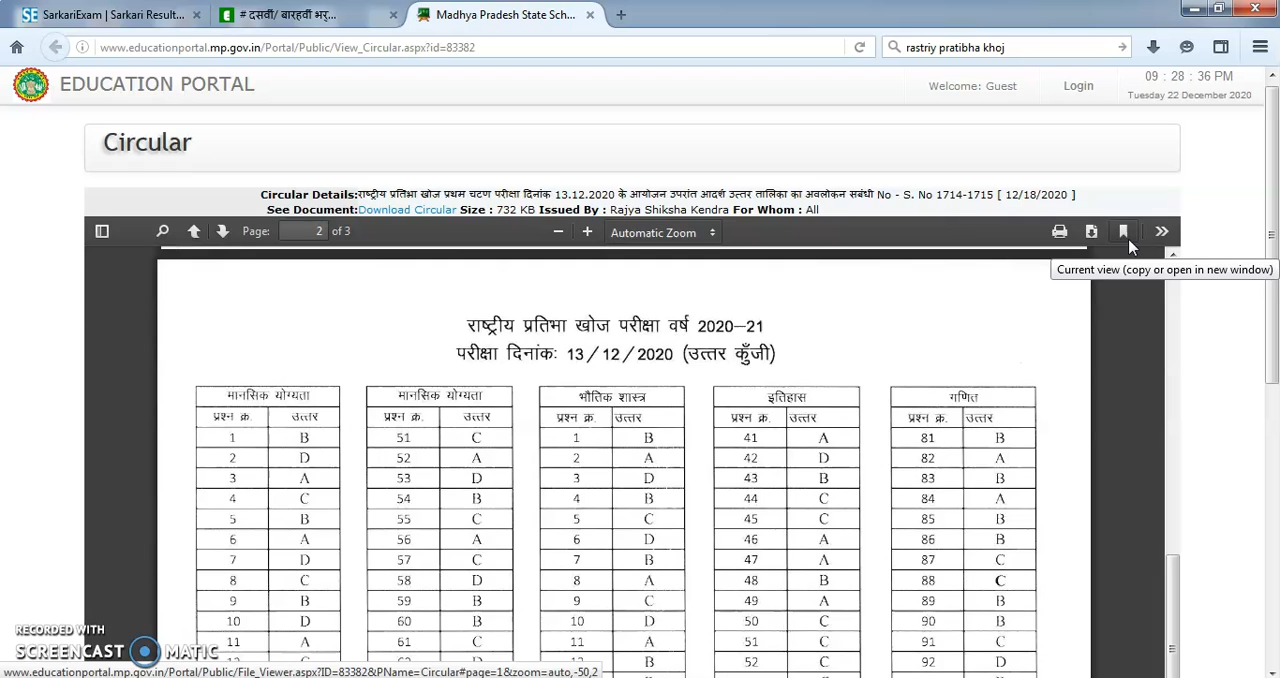 SarkariExam | Sarkari Result...
# दसवीं/ बारहवीं भर्...
Madhya Pradesh State Sch...
www.educationportal.mp.gov.in/Portal/Public/View_Circular.aspx?id=83382
rastriy pratibha khoj
EDUCATION PORTAL
Welcome: Guest
Login
09 : 28 : 36 PM
Tuesday 22 December 2020
Circular
Circular Details:राष्ट्रीय प्रतिभा खोज प्रथम चटण परीक्षा दिनांक 13.12.2020 के आयोजन उपरांत आदर्श उत्तर तालिका का अवलोकन सबंधी No - S. No 1714-1715 [ 12/18/2020 ]
See Document:Download Circular Size : 732 KB Issued By : Rajya Shiksha Kendra For Whom : All
Page: 2 of 3
Automatic Zoom
Current view (copy or open in new window)
राष्ट्रीय प्रतिभा खोज परीक्षा वर्ष 2020-21
परीक्षा दिनांकः 13/12/2020 (उत्तर कुँजी)
मानसिक योग्यता मानसिक योग्यता भौतिक शास्त्र इतिहास गणित
प्रश्न क्र. उत्तर प्रश्न क्र. उत्तर प्रश्न क्र. उत्तर प्रश्न क्र. उत्तर प्रश्न क्र. उत्तर
1 B 51 C 1 B 41 A 81 B
2 D 52 A 2 A 42 D 82 A
3 A 53 D 3 D 43 B 83 B
4 C 54 B 4 B 44 C 84 A
5 B 55 C 5 C 45 C 85 B
6 A 56 A 6 D 46 A 86 B
7 D 57 C 7 B 47 A 87 C
8 C 58 D 8 A 48 B 88 C
9 B 59 B 9 C 49 A 89 B
10 D 60 B 10 D 50 C 90 B
11 A 61 C 11 A 51 C 91 C
B 52 C 92 D
RECORDED WITH
SCREENCAST MATIC
www.educationportal.mp.gov.in/Portal/Public/File_Viewer.aspx?ID=83382&PName=Circular#page=1&zoom=auto,-50,2